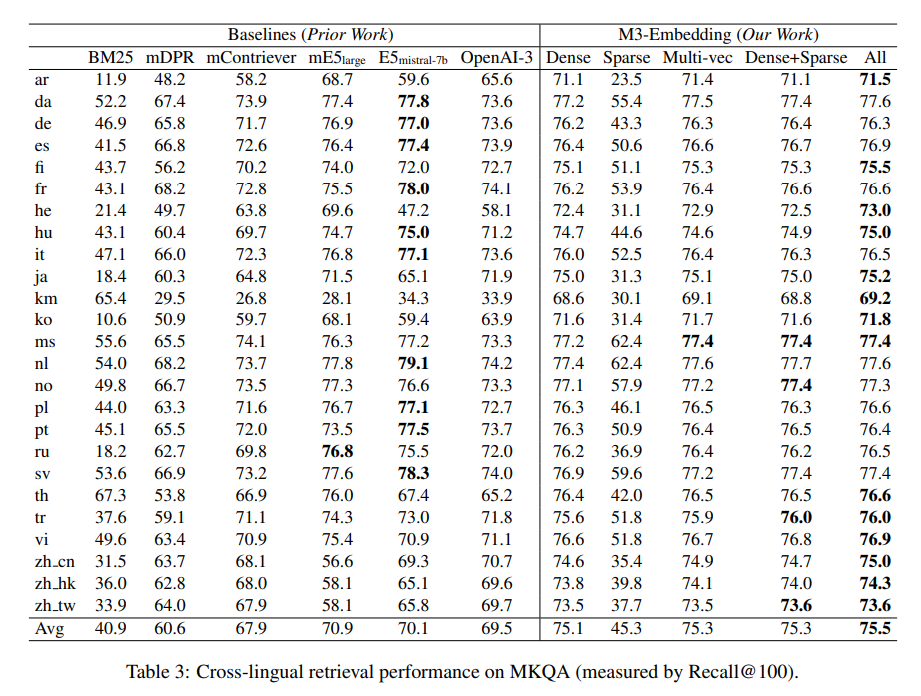 Baselines (Prior Work) M3-Embedding (Our Work)
BM25 mDPR mContriever mE5large E5mistral-7b OpenAI-3 Dense Sparse Multi-vec Dense+Sparse All
ar 11.9 48.2 58.2 68.7 59.6 65.6 71.1 23.5 71.4 71.1 71.5
da 52.2 67.4 73.9 77.4 77.8 73.6 77.2 55.4 77.5 77.4 77.6
de 46.9 65.8 71.7 76.9 77.0 73.6 76.2 43.3 76.3 76.4 76.3
es 41.5 66.8 72.6 76.4 77.4 73.9 76.4 50.6 76.6 76.7 76.9
fi 43.7 56.2 70.2 74.0 72.0 72.7 75.1 51.1 75.3 75.3 75.5
fr 43.1 68.2 72.8 75.5 78.0 74.1 76.2 53.9 76.4 76.6 76.6
he 21.4 49.7 63.8 69.6 47.2 58.1 72.4 31.1 72.9 72.5 73.0
hu 43.1 60.4 69.7 74.7 75.0 71.2 74.7 44.6 74.6 74.9 75.0
it 47.1 66.0 72.3 76.8 77.1 73.6 76.0 52.5 76.4 76.3 76.5
ja 18.4 60.3 64.8 71.5 65.1 71.9 75.0 31.3 75.1 75.0 75.2
km 65.4 29.5 26.8 28.1 34.3 33.9 68.6 30.1 69.1 68.8 69.2
ko 10.6 50.9 59.7 68.1 59.4 63.9 71.6 31.4 71.7 71.6 71.8
ms 55.6 65.5 74.1 76.3 77.2 73.3 77.2 62.4 77.4 77.4 77.4
nl 54.0 68.2 73.7 77.8 79.1 74.2 77.4 62.4 77.6 77.7 77.6
no 49.8 66.7 73.5 77.3 76.6 73.3 77.1 57.9 77.2 77.4 77.3
pl 44.0 63.3 71.6 76.7 77.1 72.7 76.3 46.1 76.5 76.3 76.6
pt 45.1 65.5 72.0 73.5 77.5 73.7 76.3 50.9 76.4 76.5 76.4
ru 18.2 62.7 69.8 76.8 75.5 72.0 76.2 36.9 76.4 76.2 76.5
sv 53.6 66.9 73.2 77.6 78.3 74.0 76.9 59.6 77.2 77.4 77.4
th 67.3 53.8 66.9 76.0 67.4 65.2 76.4 42.0 76.5 76.5 76.6
tr 37.6 59.1 71.1 74.3 73.0 71.8 75.6 51.8 75.9 76.0 76.0
vi 49.6 63.4 70.9 75.4 70.9 71.1 76.6 51.8 76.7 76.8 76.9
zh_cn 31.5 63.7 68.1 56.6 69.3 70.7 74.6 35.4 74.9 74.7 75.0
zh_hk 36.0 62.8 68.0 58.1 65.1 69.6 73.8 39.8 74.1 74.0 74.3
zh_tw 33.9 64.0 67.9 58.1 65.8 69.7 73.5 37.7 73.5 73.6 73.6
Avg 40.9 60.6 67.9 70.9 70.1 69.5 75.1 45.3 75.3 75.3 75.5
Table 3: Cross-lingual retrieval performance on MKQA (measured by Recall@100).